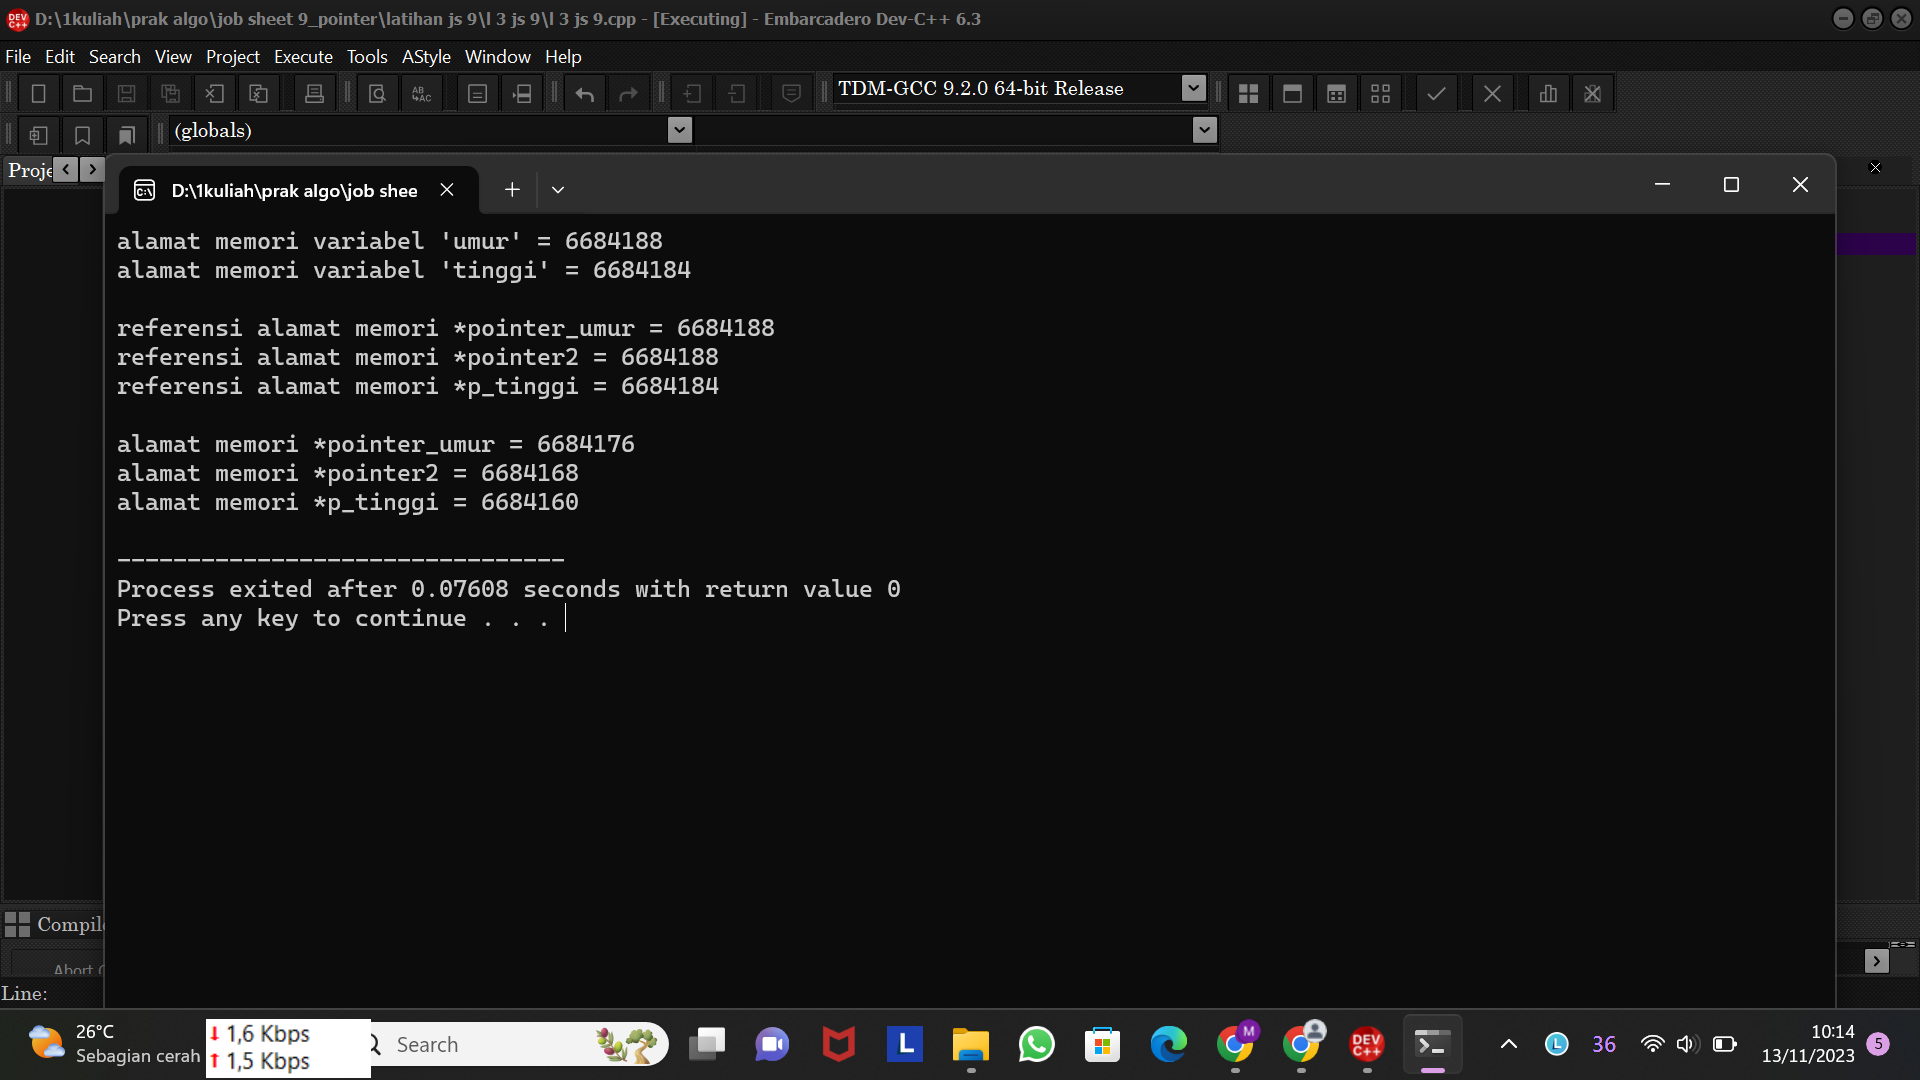 D:\1kuliah\prak algo\job sheet 9_pointer\latihan js 9\l 3 js 9\l 3 js 9.cpp - [Executing] - Embarcadero Dev-C++ 6.3
File Edit Search View Project Execute Tools AStyle Window Help
TDM-GCC 9.2.0 64-bit Release
(globals)
Proje
D:\1kuliah\prak algo\job shee
alamat memori variabel 'umur' = 6684188
alamat memori variabel 'tinggi' = 6684184
referensi alamat memori *pointer_umur = 6684188
referensi alamat memori *pointer2 = 6684188
referensi alamat memori *p_tinggi = 6684184
alamat memori *pointer_umur = 6684176
alamat memori *pointer2 = 6684168
alamat memori *p_tinggi = 6684160
--------------------------------
Process exited after 0.07608 seconds with return value 0
Press any key to continue . . .
Compile
Abort C
Line:
26°C
Sebagian cerah
1,6 Kbps
1,5 Kbps
Search
M
L
DEV C++
L
36
10:14
13/11/2023
5